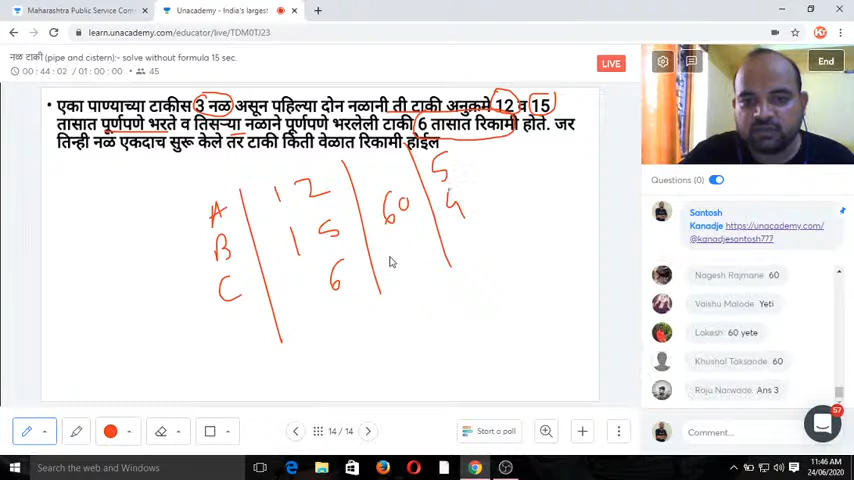 Maharashtra Public Service Com
Unacademy - India's largest
learn.unacademy.com/educator/live/TDM0TJ23
नळ टाकी (pipe and cistern):- solve without formula 15 sec.
00:44:02 / 01:00:00 • 45
LIVE
End
• एका पाण्याच्या टाकीस 3 नळ असून पहिल्या दोन नळानी ती टाकी अनुक्रमे 12 व 15
तासात पूर्णपणे भरते व तिसऱ्या नळाने पूर्णपणे भरलेली टाकी 6 तासात रिकामी होते. जर
तिन्ही नळ एकदाच सुरू केले तर टाकी किती वेळात रिकामी होईल
A 12 60 5
B 15 4
C 6
Questions (0)
Santosh
Kanadje https://unacademy.com/
@kanadjesantosh777
Nagesh Rajmane 60
Vaishu Malode Yeti
Lokesh 60 yete
Khushal Taksande 60
Raju Narwade Ans 3
57
14 / 14
Start a poll
Comment...
Search the web and Windows
11:46 AM
24/06/2020